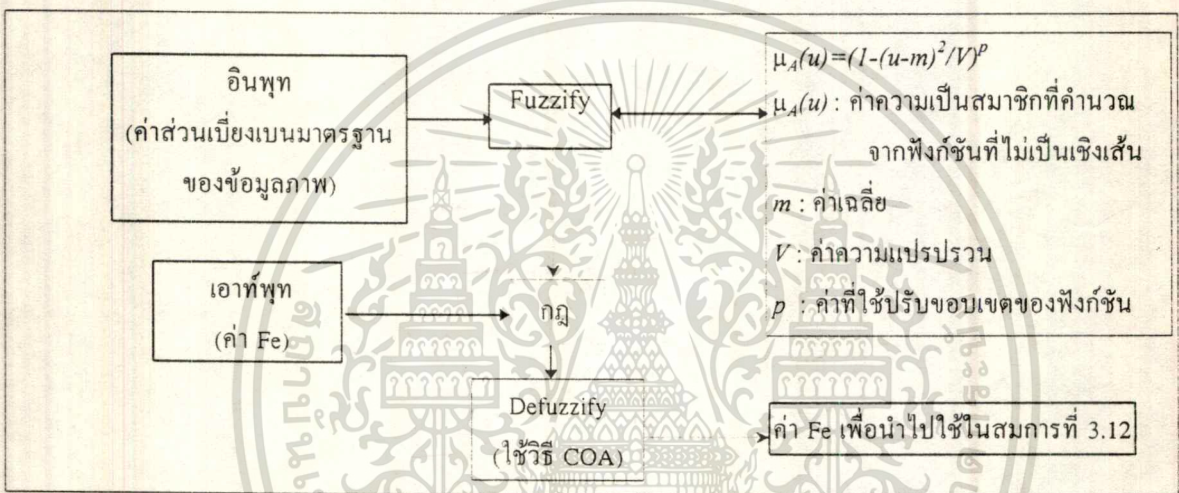 อินพุท
(ค่าส่วนเบี่ยงเบนมาตรฐาน
ของข้อมูลภาพ)
Fuzzify
μ_A(u)=(1-(u-m)²/V)ᵖ
μ_A(u) : ค่าความเป็นสมาชิกที่คำนวณ
จากฟังก์ชันที่ไม่เป็นเชิงเส้น
m : ค่าเฉลี่ย
V : ค่าความแปรปรวน
p : ค่าที่ใช้ปรับขอบเขตของฟังก์ชัน
เอาท์พุท
(ค่า Fe)
กฎ
Defuzzify
(ใช้วิธี COA)
ค่า Fe เพื่อนำไปใช้ในสมการที่ 3.12